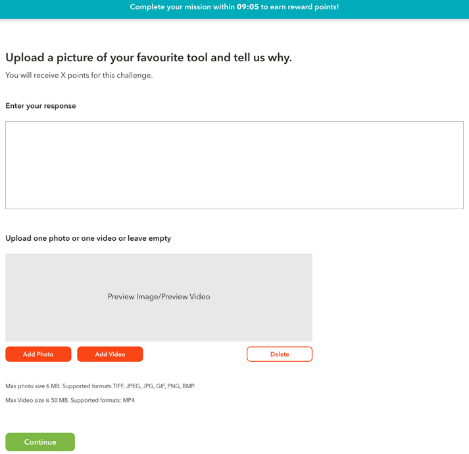 Complete your mission within 09:05 to earn reward points!
Upload a picture of your favourite tool and tell us why.
You will receive X points for this challenge.
Enter your response
Upload one photo or one video or leave empty
Preview Image/Preview Video
Add Photo
Add Video
Delete
Max photo size 6 MB. Supported formats TIFF, JPEG, JPG, GIF, PNG, BMP.
Max Video size is 50 MB. Supported formats: MP4
Continue